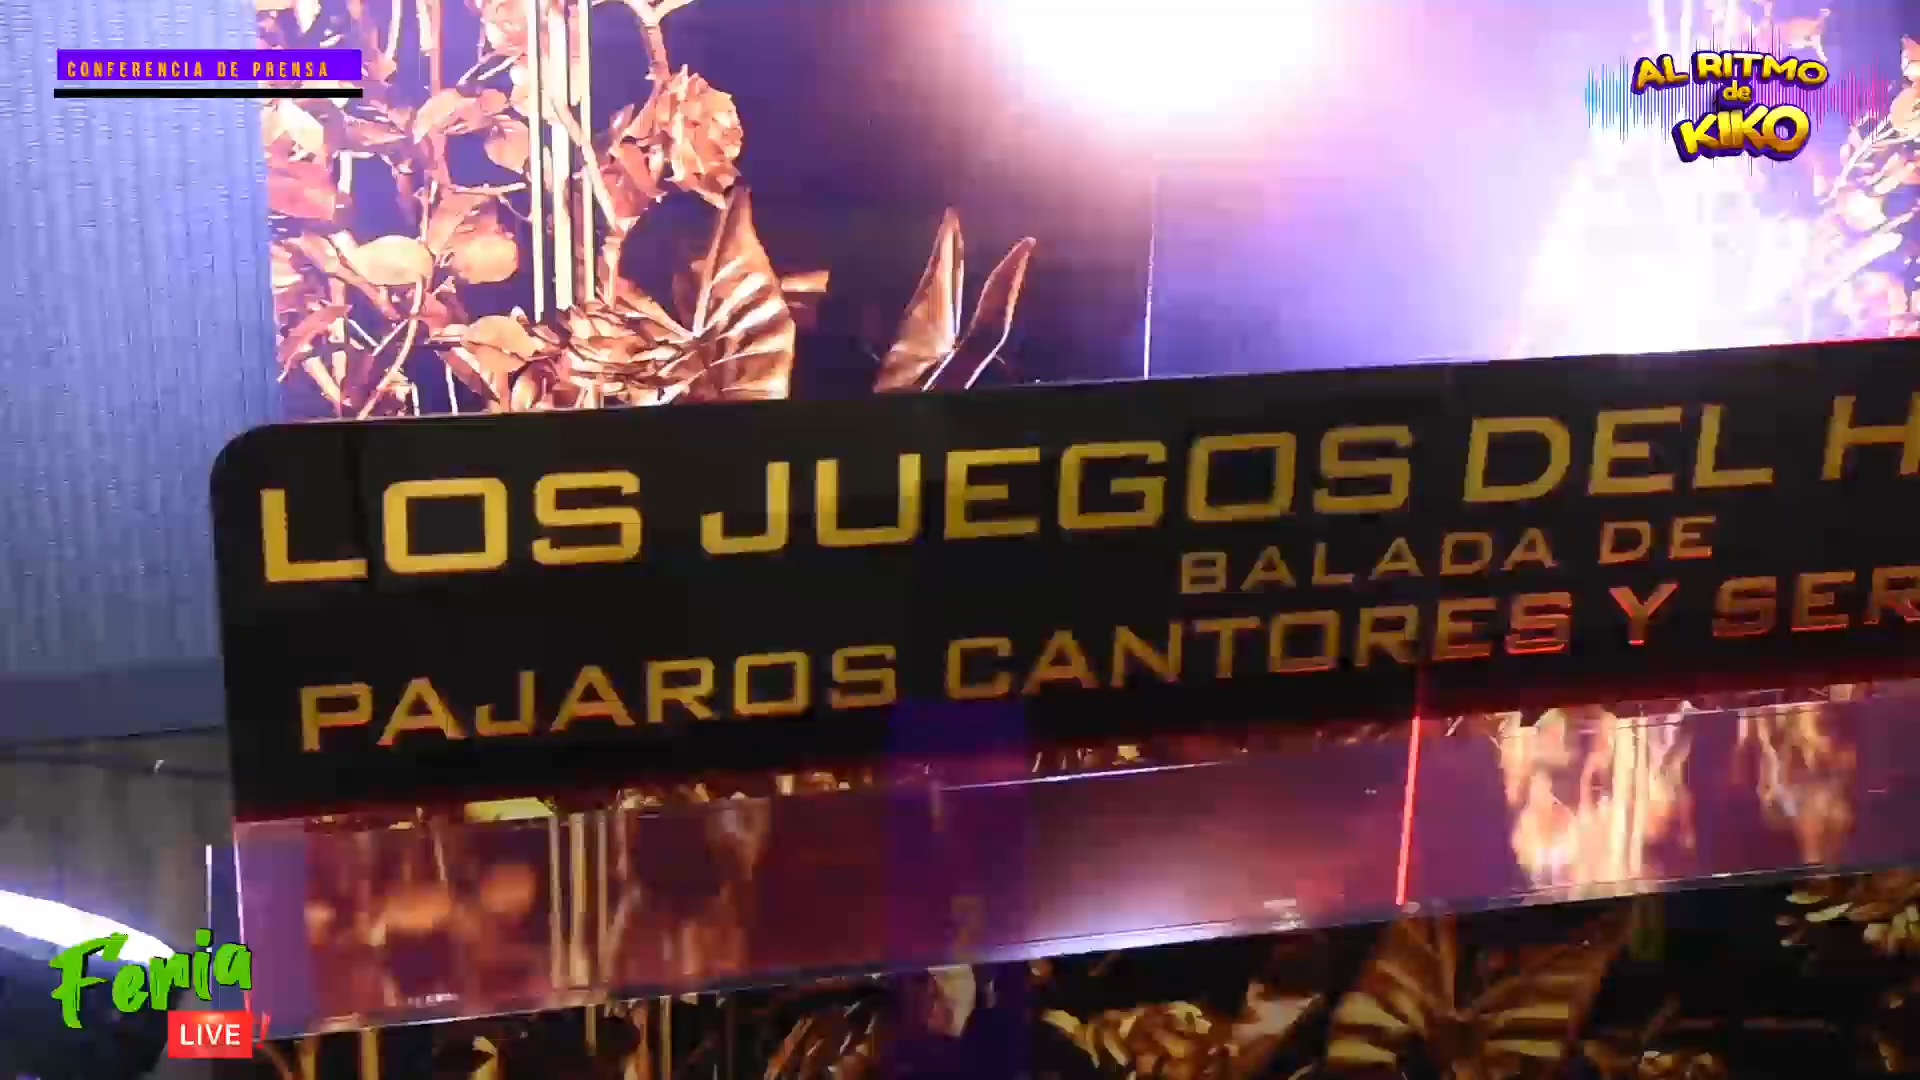 CONFERENCIA DE PRENSA
AL RITMO
de
KIKO
LOS JUEGOS DEL H
BALADA DE
PAJAROS CANTORES Y SER
Feria
LIVE